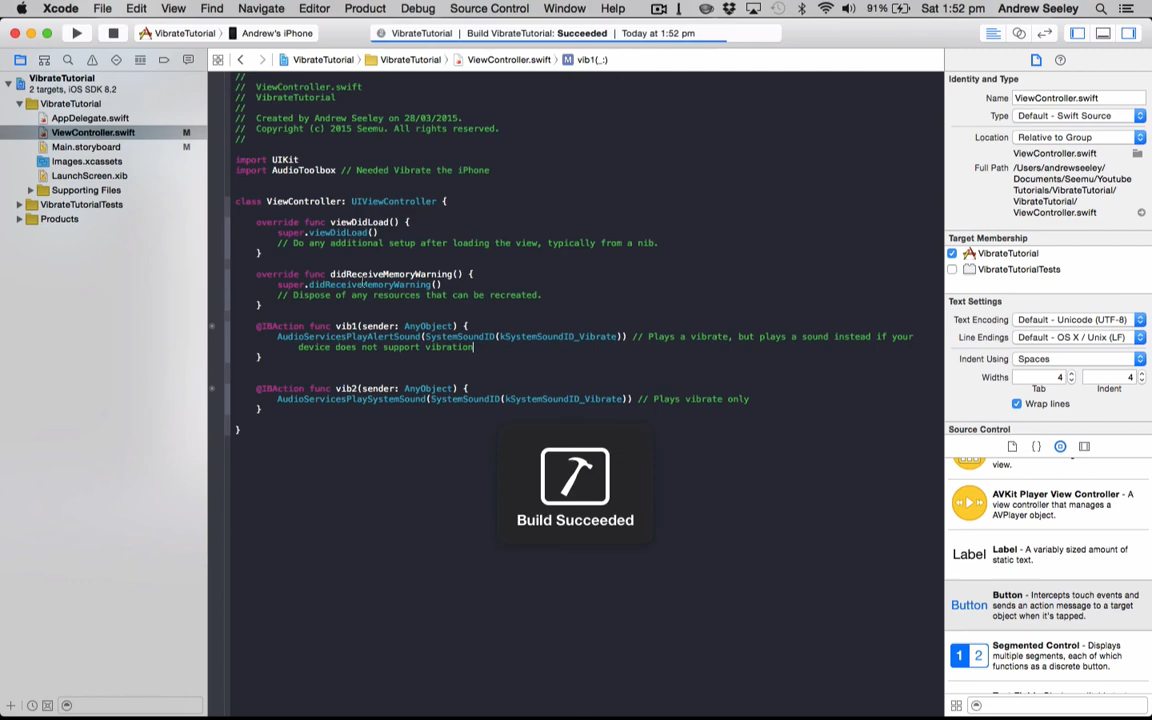 Xcode File Edit View Find Navigate Editor Product Debug Source Control Window Help 91% Sat 1:52 pm Andrew Seeley
VibrateTutorial Andrew's iPhone
VibrateTutorial | Build VibrateTutorial: Succeeded | Today at 1:52 pm
VibrateTutorial VibrateTutorial ViewController.swift M vib1(_:)
VibrateTutorial
2 targets, iOS SDK 8.2
VibrateTutorial
AppDelegate.swift
ViewController.swift M
Main.storyboard M
Images.xcassets
LaunchScreen.xib
Supporting Files
VibrateTutorialTests
Products
//
// ViewController.swift
// VibrateTutorial
//
// Created by Andrew Seeley on 28/03/2015.
// Copyright (c) 2015 Seemu. All rights reserved.
//
import UIKit
import AudioToolbox // Needed Vibrate the iPhone
class ViewController: UIViewController {
override func viewDidLoad() {
super.viewDidLoad()
// Do any additional setup after loading the view, typically from a nib.
}
override func didReceiveMemoryWarning() {
super.didReceiveMemoryWarning()
// Dispose of any resources that can be recreated.
}
@IBAction func vib1(sender: AnyObject) {
AudioServicesPlayAlertSound(SystemSoundID(kSystemSoundID_Vibrate)) // Plays a vibrate, but plays a sound instead if your
device does not support vibration
}
@IBAction func vib2(sender: AnyObject) {
AudioServicesPlaySystemSound(SystemSoundID(kSystemSoundID_Vibrate)) // Plays vibrate only
}
}
Build Succeeded
Identity and Type
Name ViewController.swift
Type Default - Swift Source
Location Relative to Group
ViewController.swift
Full Path /Users/andrewseeley/
Documents/Seemu/Youtube
Tutorials/VibrateTutorial/
VibrateTutorial/
ViewController.swift
Target Membership
VibrateTutorial
VibrateTutorialTests
Text Settings
Text Encoding Default - Unicode (UTF-8)
Line Endings Default - OS X / Unix (LF)
Indent Using Spaces
Widths 4 4
Tab Indent
Wrap lines
Source Control
view.
AVKit Player View Controller - A
view controller that manages a
AVPlayer object.
Label Label - A variably sized amount of
static text.
Button Button - Intercepts touch events and
sends an action message to a target
object when it's tapped.
1 2 Segmented Control - Displays
multiple segments, each of which
functions as a discrete button.